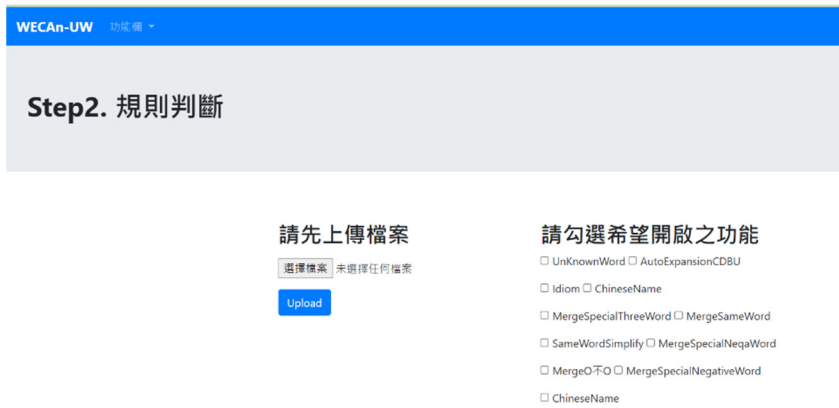 WECAn-UW 功能欄
Step2. 規則判斷
請先上傳檔案
選擇檔案 未選擇任何檔案
Upload
請勾選希望開啟之功能
UnKnownWord AutoExpansionCDBU
Idiom ChineseName
MergeSpecialThreeWord MergeSameWord
SameWordSimplify MergeSpecialNeqaWord
MergeO不O MergeSpecialNegativeWord
ChineseName